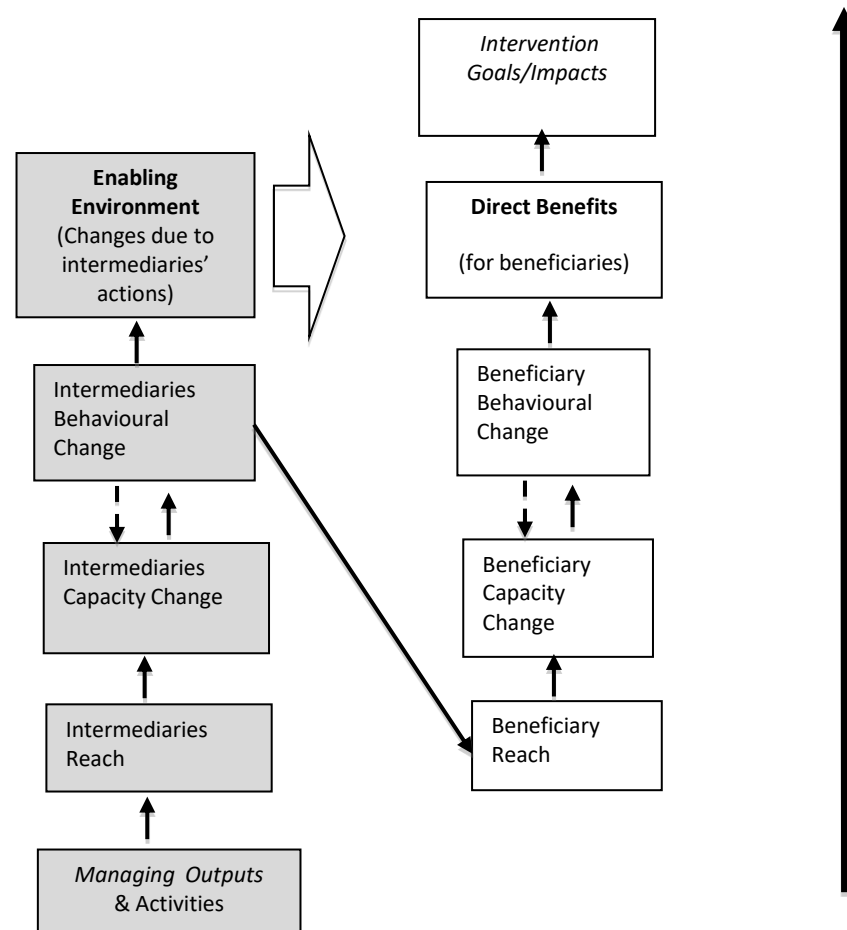 Intervention
Goals/Impacts
Enabling
Environment
(Changes due to
intermediaries’
actions)
Direct Benefits
(for beneficiaries)
Intermediaries
Behavioural
Change
Beneficiary
Behavioural
Change
Intermediaries
Capacity Change
Beneficiary
Capacity
Change
Intermediaries
Reach
Beneficiary
Reach
Managing Outputs
& Activities